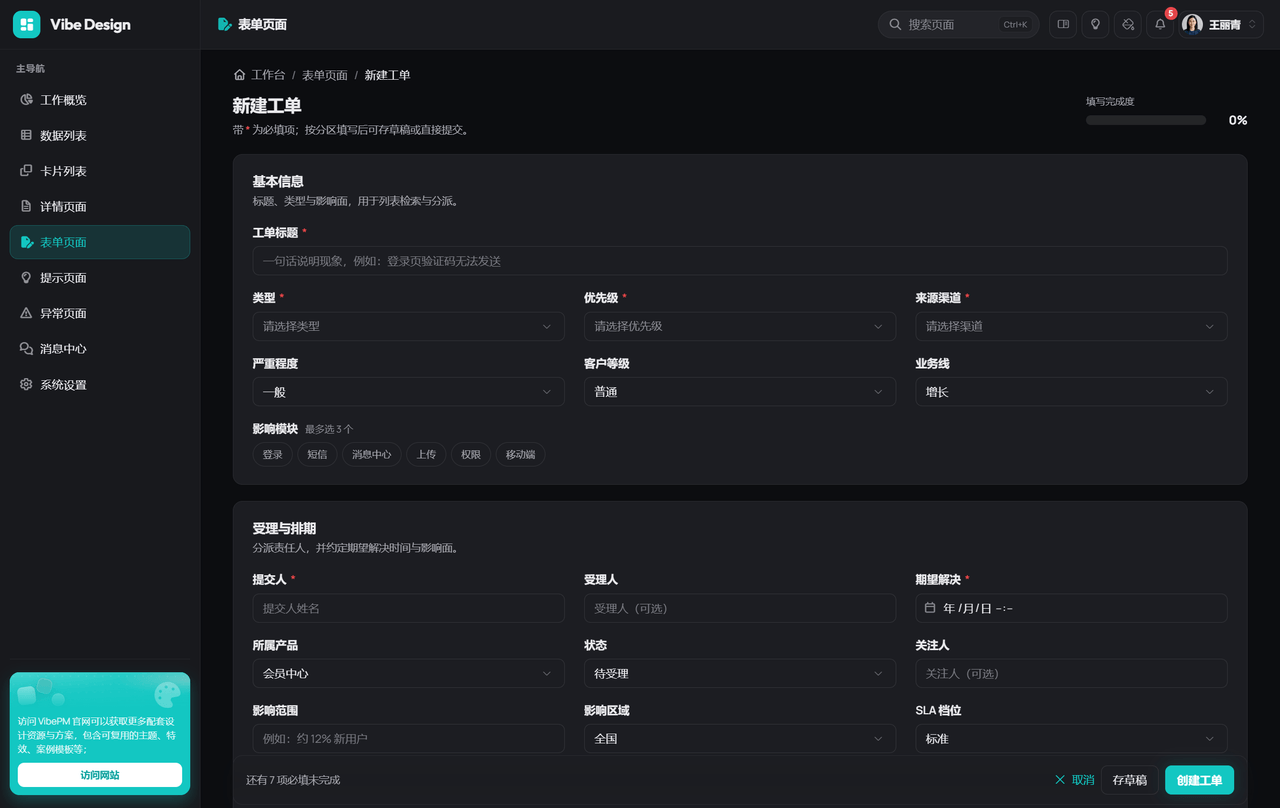 Vibe Design
表单页面
搜索页面
Ctrl+K
5
王丽青
主导航
工作概览
数据列表
卡片列表
详情页面
表单页面
提示页面
异常页面
消息中心
系统设置
访问 VibePM 官网可以获取更多配套设
计资源与方案，包含可复用的主题、特
效、案例模板等；
访问网站
工作台 / 表单页面 / 新建工单
新建工单
带 * 为必填项；按分区填写后可存草稿或直接提交。
填写完成度
0%
基本信息
标题、类型与影响面，用于列表检索与分派。
工单标题 *
一句话说明现象，例如：登录页验证码无法发送
类型 * 优先级 * 来源渠道 *
请选择类型 请选择优先级 请选择渠道
严重程度 客户等级 业务线
一般 普通 增长
影响模块 最多选 3 个
登录 短信 消息中心 上传 权限 移动端
受理与排期
分派责任人，并约定期望解决时间与影响面。
提交人 * 受理人 期望解决 *
提交人姓名 受理人（可选） 年 /月/日 --:--
所属产品 状态 关注人
会员中心 待受理 关注人（可选）
影响范围 影响区域 SLA 档位
例如：约 12% 新用户 全国 标准
还有 7 项必填未完成
取消 存草稿 创建工单